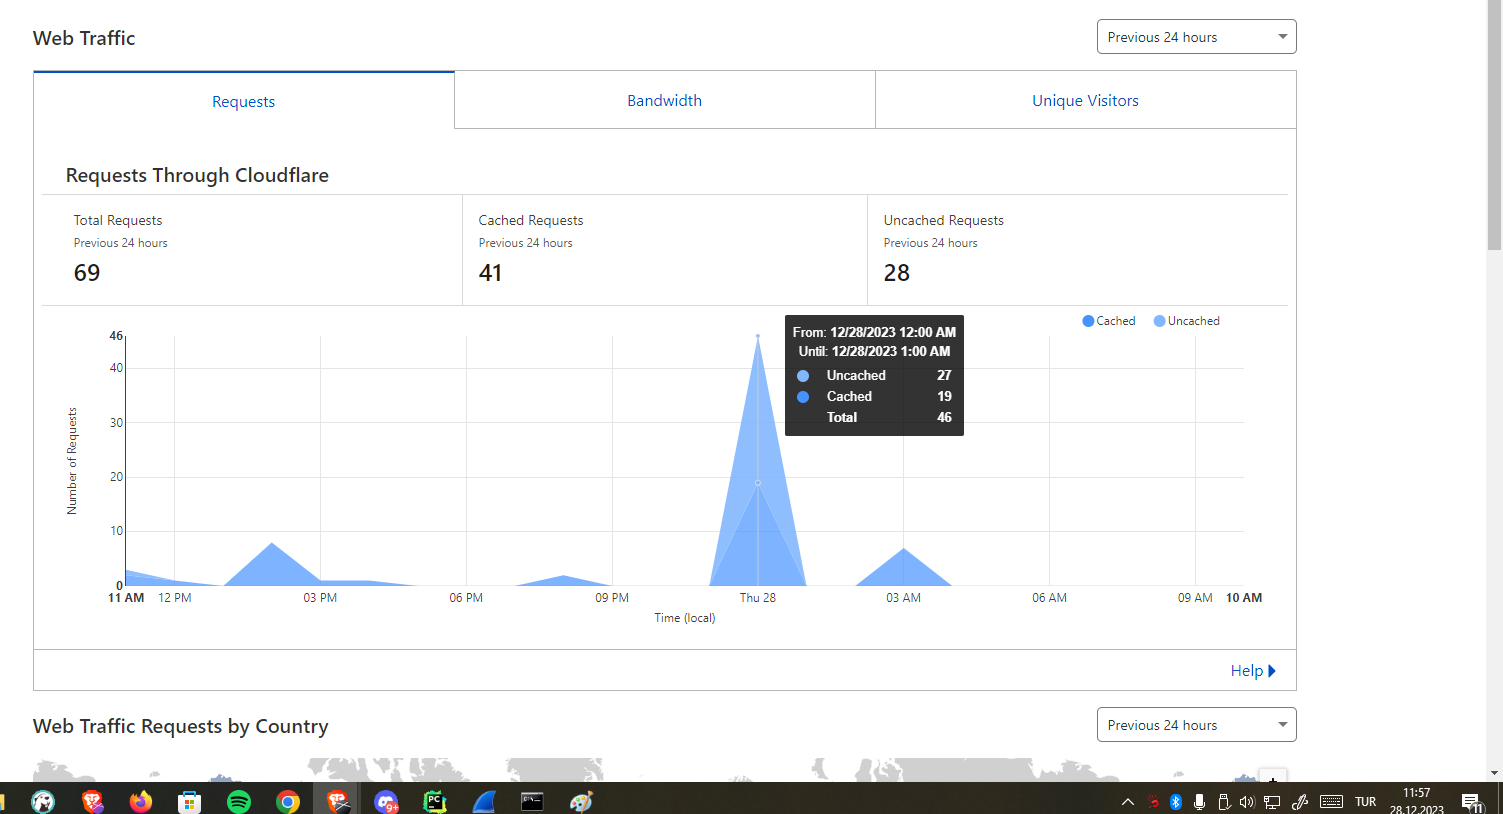 Web Traffic
Previous 24 hours
Requests
Bandwidth
Unique Visitors
Requests Through Cloudflare
Total Requests
Previous 24 hours
69
Cached Requests
Previous 24 hours
41
Uncached Requests
Previous 24 hours
28
Cached
Uncached
From: 12/28/2023 12:00 AM
Until: 12/28/2023 1:00 AM
Uncached 27
Cached 19
Total 46
Number of Requests
46
40
30
20
10
0
11 AM 12 PM 03 PM 06 PM 09 PM Thu 28 03 AM 06 AM 09 AM 10 AM
Time (local)
Help
Web Traffic Requests by Country
Previous 24 hours
+
9+
PC
TUR
11:57
28.12.2023
11